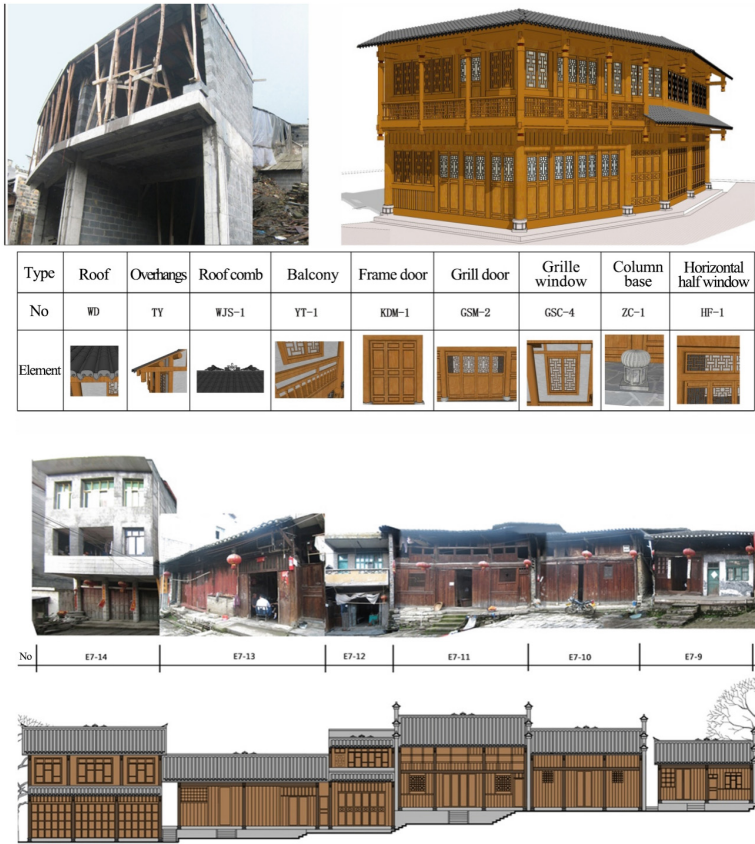 Type Roof Overhangs Roof comb Balcony Frame door Grill door Grille window Column base Horizontal half window
No WD TY WJS-1 YT-1 KDM-1 GSM-2 GSC-4 ZC-1 HF-1
Element
No E7-14 E7-13 E7-12 E7-11 E7-10 E7-9